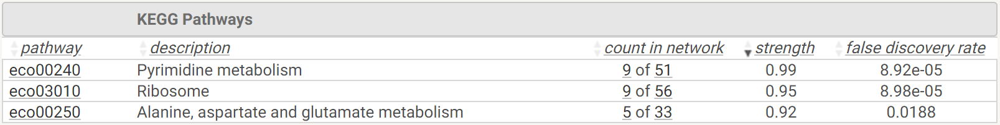 KEGG Pathways
pathway description count in network strength false discovery rate
eco00240 Pyrimidine metabolism 9 of 51 0.99 8.92e-05
eco03010 Ribosome 9 of 56 0.95 8.98e-05
eco00250 Alanine, aspartate and glutamate metabolism 5 of 33 0.92 0.0188